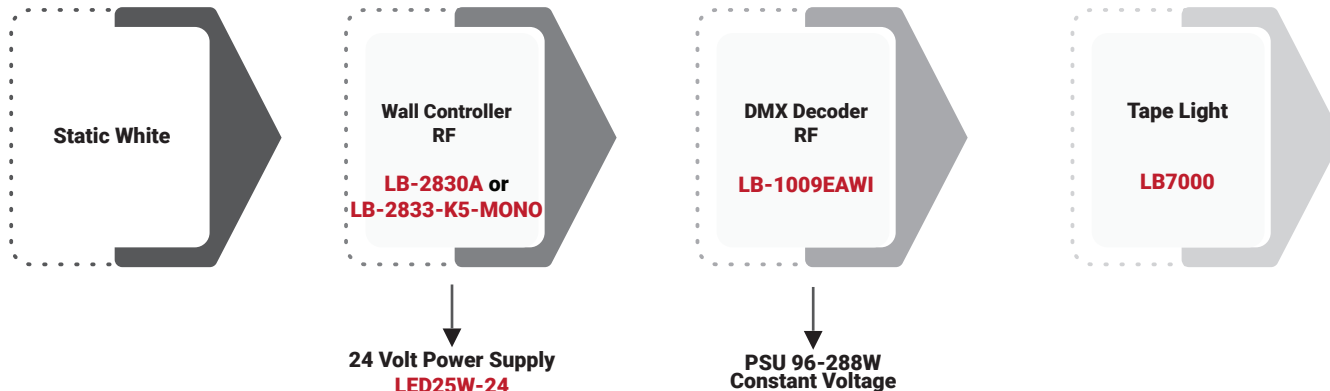 Static White
Wall Controller
RF
LB-2830A or
LB-2833-K5-MONO
DMX Decoder
RF
LB-1009EAWI
Tape Light
LB7000
24 Volt Power Supply
LED25W-24
PSU 96-288W
Constant Voltage